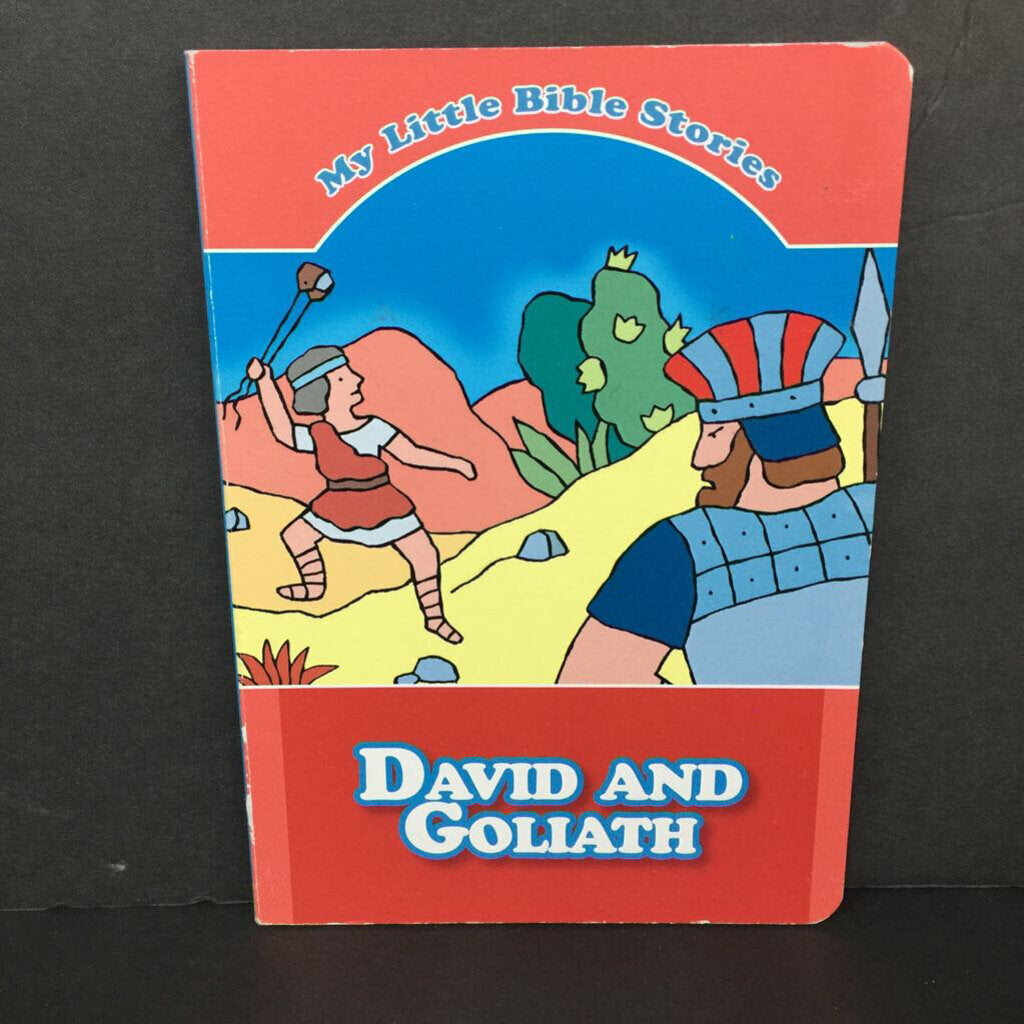 My Little Bible Stories
DAVID AND
GOLIATH